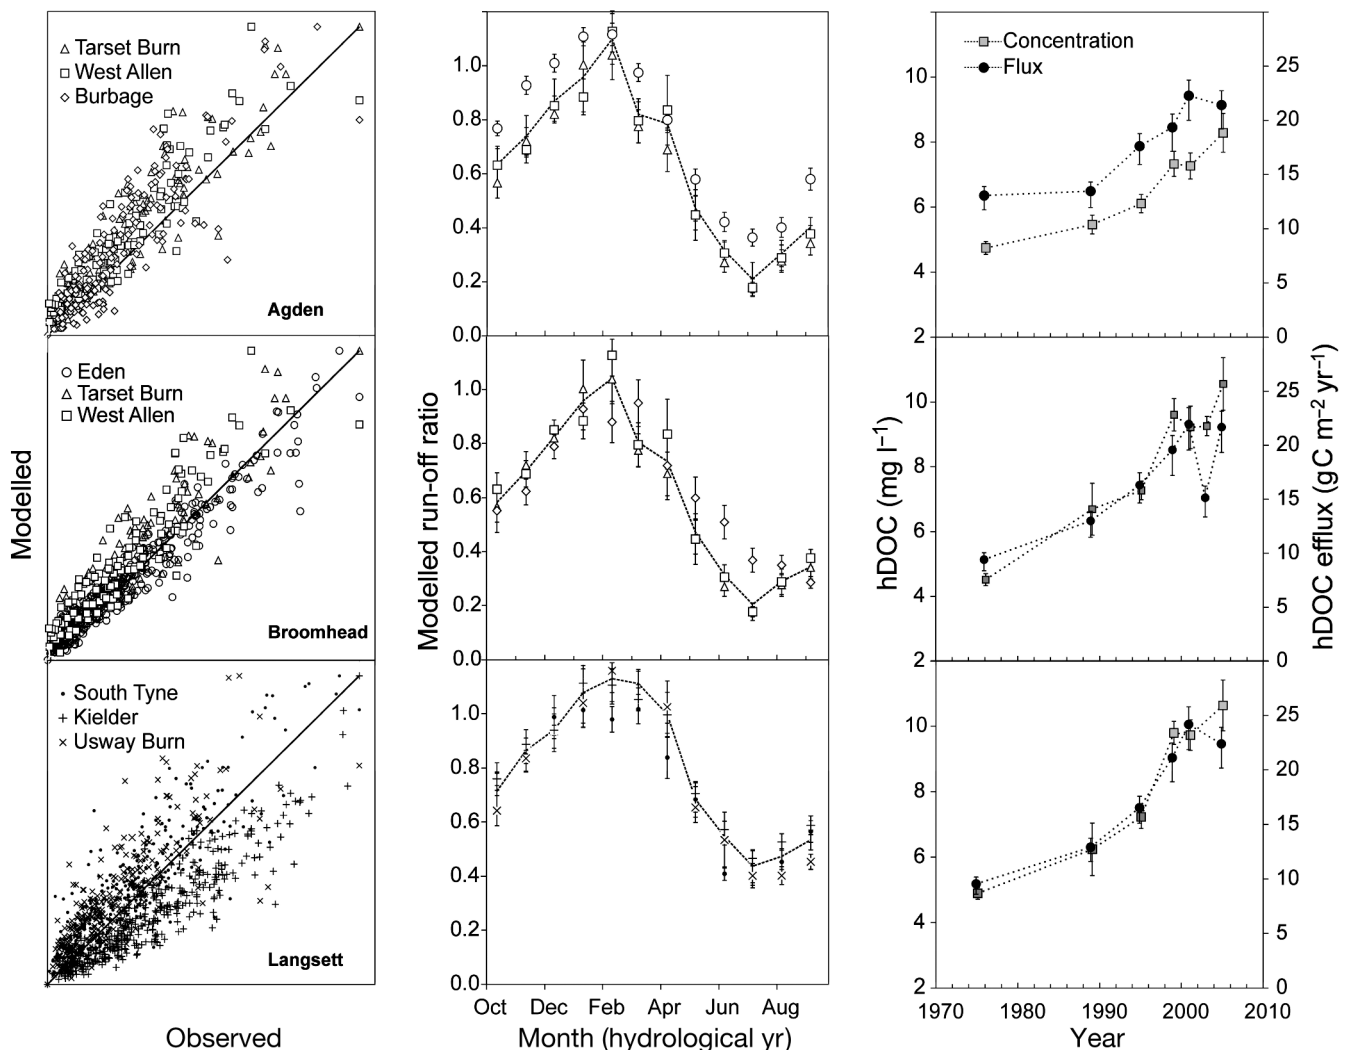 Tarset Burn
West Allen
Burbage
Agden
Eden
Tarset Burn
West Allen
Broomhead
South Tyne
Kielder
Usway Burn
Langsett
Modelled
Observed
1.0
0.8
0.6
0.4
0.2
0.0
1.0
0.8
0.6
0.4
0.2
0.0
1.0
0.8
0.6
0.4
0.2
0.0
Modelled run-off ratio
Oct Dec Feb Apr Jun Aug
Month (hydrological yr)
Concentration
Flux
10
8
6
4
2
10
8
6
4
2
10
8
6
4
2
hDOC (mg l–1)
25
20
15
10
5
0
25
20
15
10
5
0
25
20
15
10
5
0
hDOC efflux (g C m–2 yr–1)
1970 1980 1990 2000 2010
Year